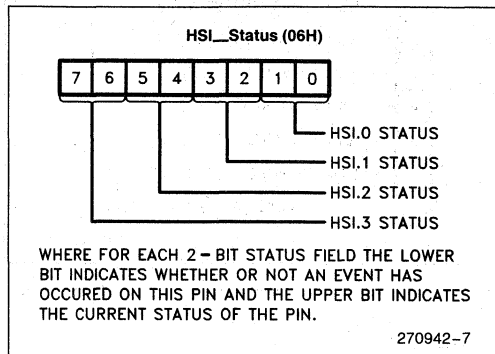 HSI_Status (06H)
7 6 5 4 3 2 1 0
HSI.0 STATUS
HSI.1 STATUS
HSI.2 STATUS
HSI.3 STATUS
WHERE FOR EACH 2-BIT STATUS FIELD THE LOWER
BIT INDICATES WHETHER OR NOT AN EVENT HAS
OCCURED ON THIS PIN AND THE UPPER BIT INDICATES
THE CURRENT STATUS OF THE PIN.
270942-7